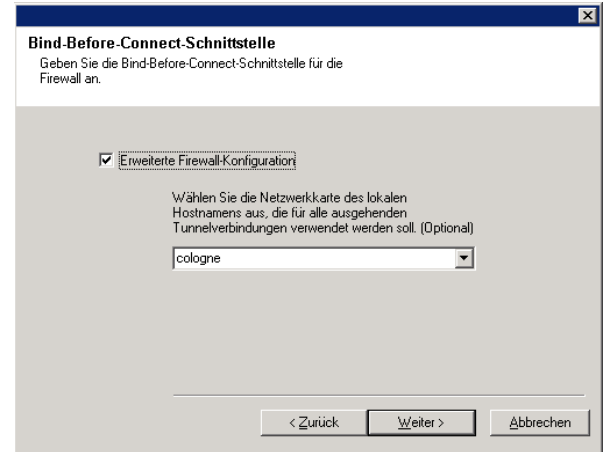 Bind-Before-Connect-Schnittstelle
Geben Sie die Bind-Before-Connect-Schnittstelle für die
Firewall an.
Erweiterte Firewall-Konfiguration
Wählen Sie die Netzwerkkarte des lokalen
Hostnamens aus, die für alle ausgehenden
Tunnelverbindungen verwendet werden soll. (Optional)
cologne
< Zurück
Weiter >
Abbrechen